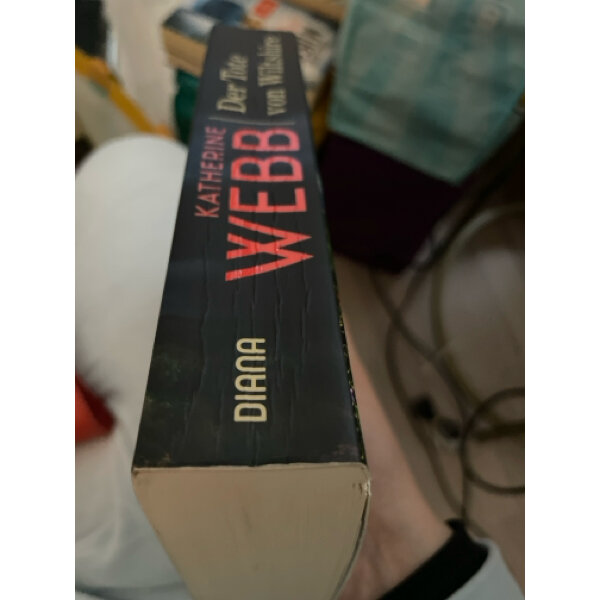 KATHERINE
WEBB
Der Tote
von Wiltshire
DIANA